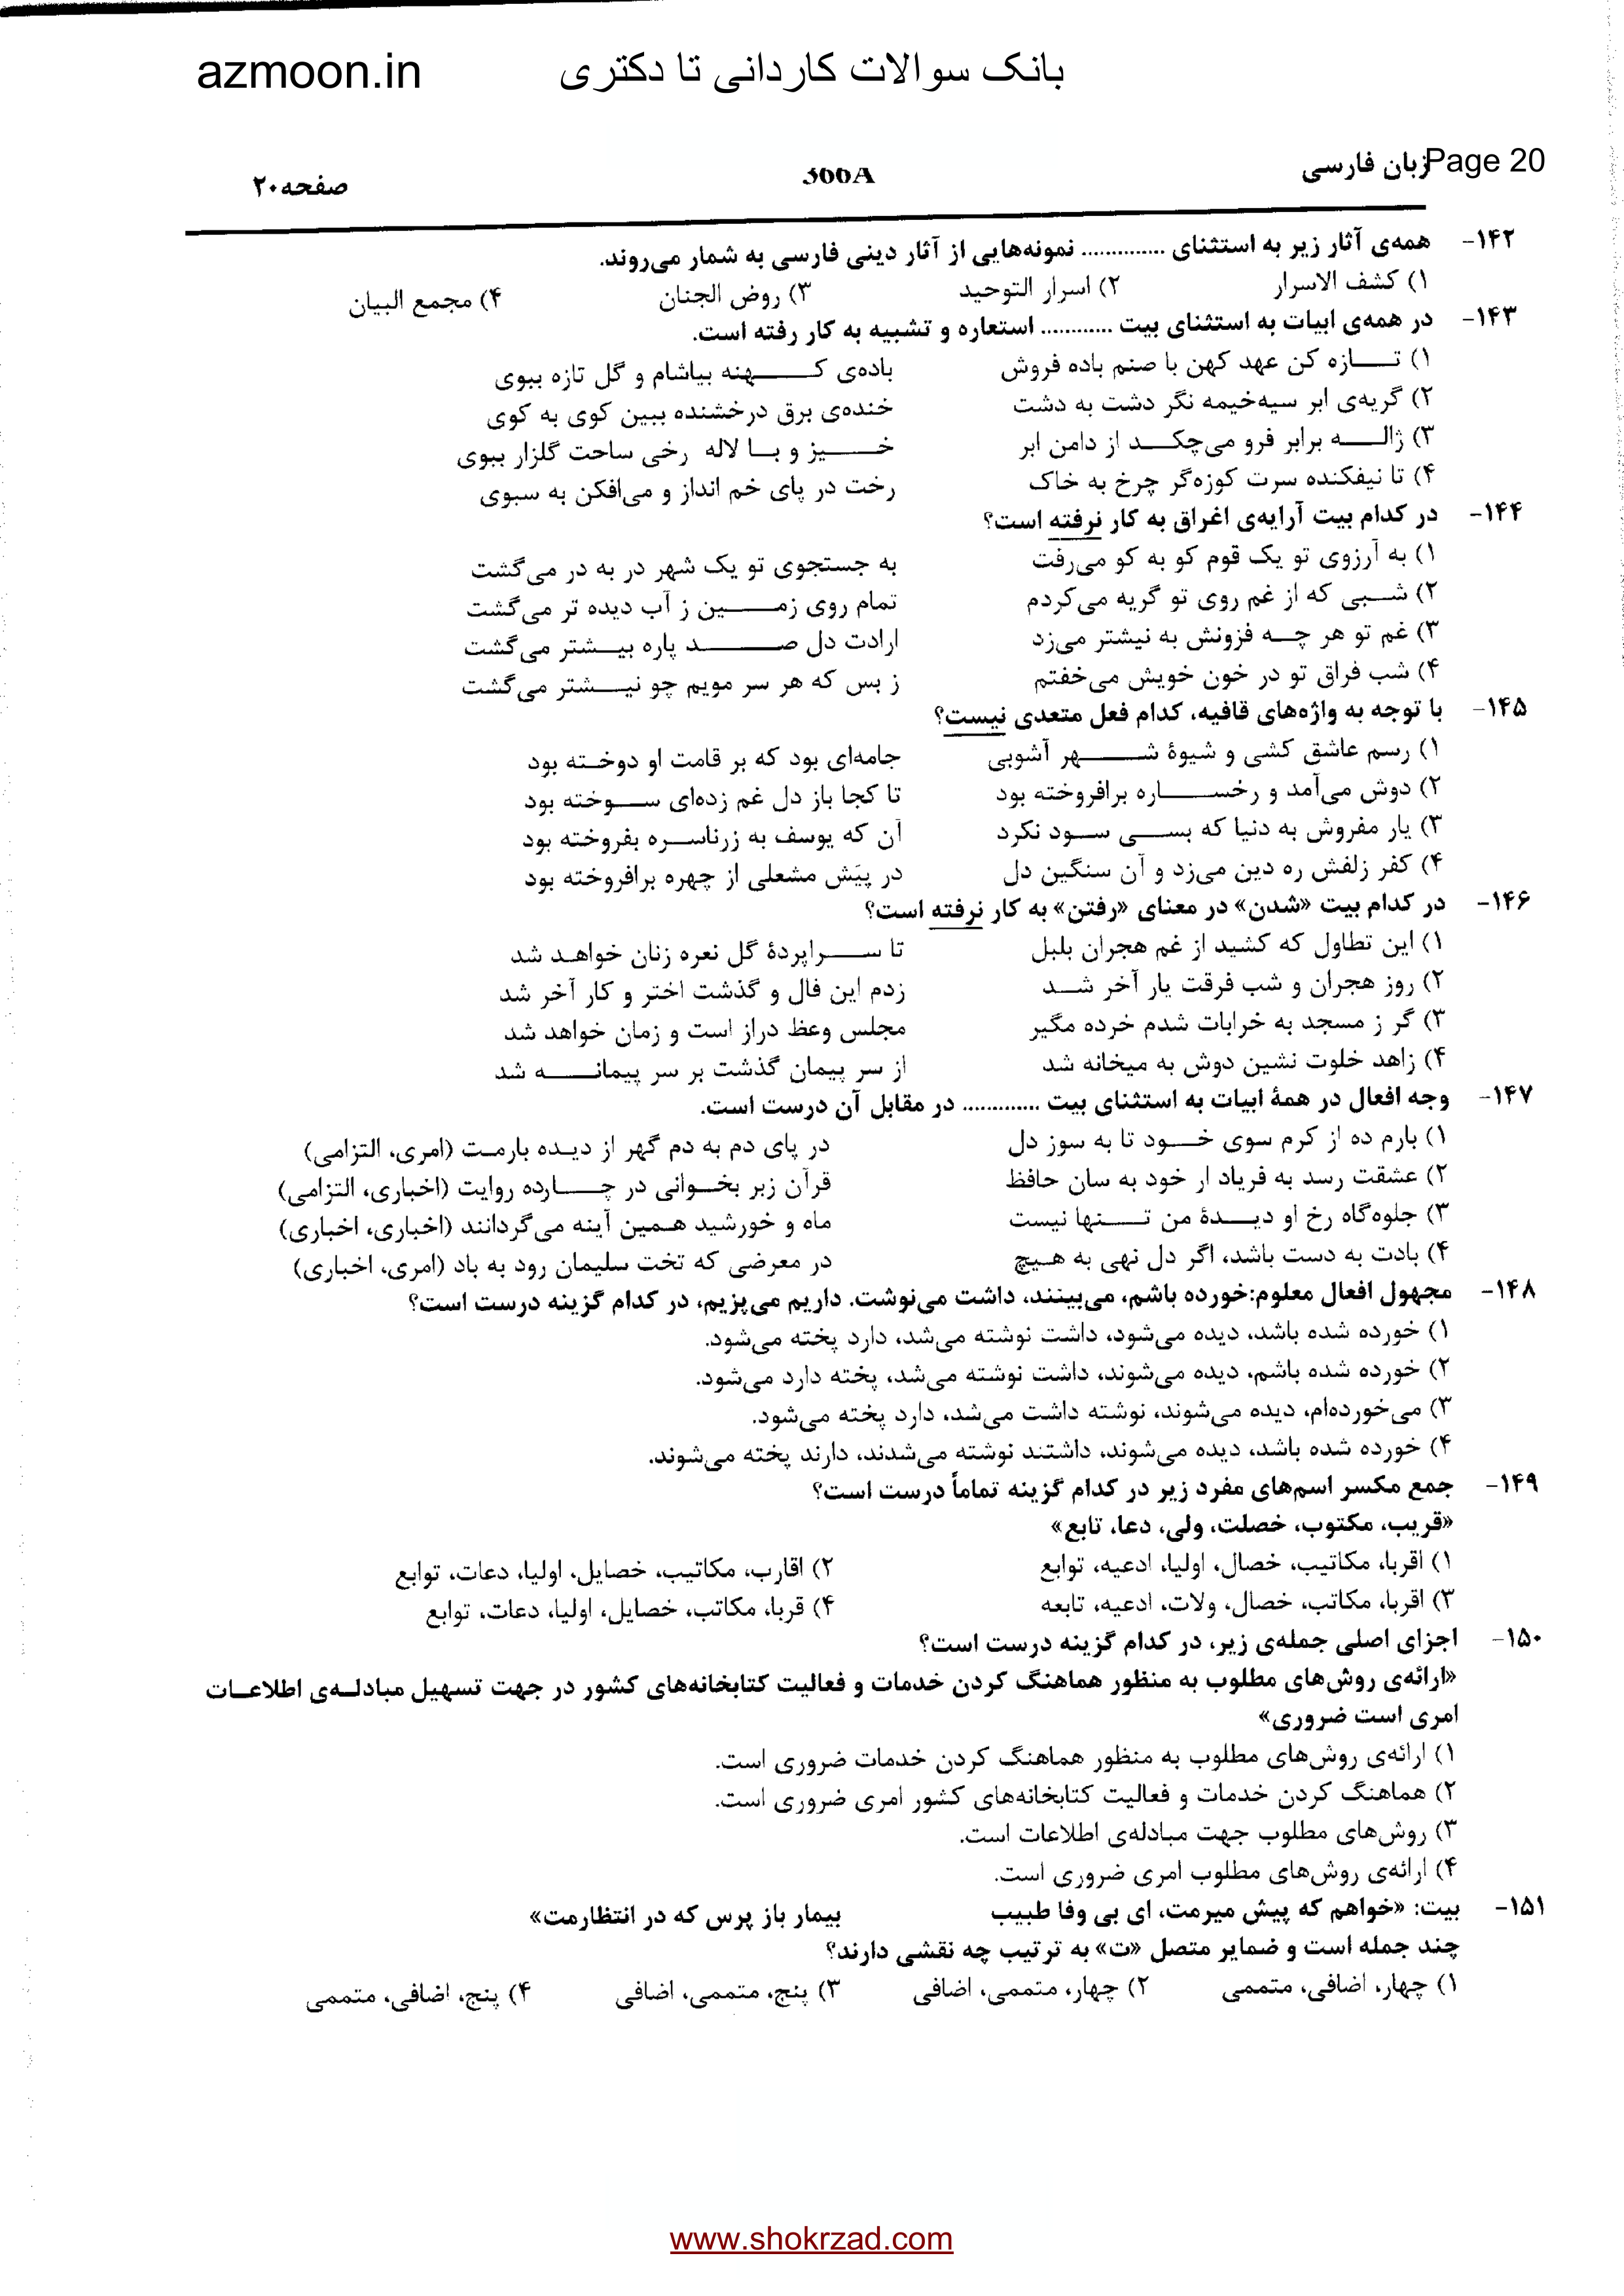 azmoon.in بانک سوالات کاردانی تا دکتری
زبان فارسی Page 20
300A
صفحه۲۰
۱۴۲- همه‌ی آثار زیر به استثنای ............. نمونه‌هایی از آثار دینی فارسی به شمار می‌روند.
۱) کشف الاسرار ۲) اسرار التوحید ۳) روض الجنان ۴) مجمع البیان
۱۴۳- در همه‌ی ابیات به استثنای بیت ............ استعاره و تشبیه به کار رفته است.
۱) تازه کن عهد کهن با صنم باده فروش باده‌ی کهنه بیاشام و گل تازه ببوی
۲) گریه‌ی ابر سیه‌خیمه نگر دشت به دشت خنده‌ی برق درخشنده ببین کوی به کوی
۳) ژاله برابر فرو می‌چکد از دامن ابر خیز و با لاله رخی ساحت گلزار ببوی
۴) تا نیفکنده سرت کوزه‌گر چرخ به خاک رخت در پای خم انداز و می‌افکن به سبوی
۱۴۴- در کدام بیت آرایه‌ی اغراق به کار نرفته است؟
۱) به آرزوی تو یک قوم کو به کو می‌رفت به جستجوی تو یک شهر در به در می‌گشت
۲) شبی که از غم روی تو گریه می‌کردم تمام روی زمین ز آب دیده تر می‌گشت
۳) غم تو هر چه فزونش به نیشتر می‌زد ارادت دل صد پاره بیشتر می‌گشت
۴) شب فراق تو در خون خویش می‌خفتم ز بس که هر سر مویم چو نیشتر می‌گشت
۱۴۵- با توجه به واژه‌های قافیه، کدام فعل متعدی نیست؟
۱) رسم عاشق کشی و شیوهٔ شهر آشوبی جامه‌ای بود که بر قامت او دوخته بود
۲) دوش می‌آمد و رخساره برافروخته بود تا کجا باز دل غم زده‌ای سوخته بود
۳) یار مفروش به دنیا که بسی سود نکرد آن که یوسف به زرناسره بفروخته بود
۴) کفر زلفش ره دین می‌زد و آن سنگین دل در پیَش مشعلی از چهره برافروخته بود
۱۴۶- در کدام بیت «شدن» در معنای «رفتن» به کار نرفته است؟
۱) این تطاول که کشید از غم هجران بلبل تا سراپردهٔ گل نعره زنان خواهد شد
۲) روز هجران و شب فرقت یار آخر شد زدم این فال و گذشت اختر و کار آخر شد
۳) گر ز مسجد به خرابات شدم خرده مگیر مجلس وعظ دراز است و زمان خواهد شد
۴) زاهد خلوت نشین دوش به میخانه شد از سر پیمان گذشت بر سر پیمانه شد
۱۴۷- وجه افعال در همهٔ ابیات به استثنای بیت ............ در مقابل آن درست است.
۱) بارم ده از کرم سوی خود تا به سوز دل در پای دم به دم گهر از دیده بارمت (امری، التزامی)
۲) عشقت رسد به فریاد ار خود به سان حافظ قرآن زبر بخوانی در چارده روایت (اخباری، التزامی)
۳) جلوه‌گاه رخ او دیدهٔ من تنها نیست ماه و خورشید همین آینه می‌گردانند (اخباری، اخباری)
۴) بادت به دست باشد، اگر دل نهی به هیچ در معرضی که تخت سلیمان رود به باد (امری، اخباری)
۱۴۸- مجهول افعال معلوم:خورده باشم، می‌بینند، داشت می‌نوشت. داریم می‌پزیم، در کدام گزینه درست است؟
۱) خورده شده باشد، دیده می‌شود، داشت نوشته می‌شد، دارد پخته می‌شود.
۲) خورده شده باشم، دیده می‌شوند، داشت نوشته می‌شد، پخته دارد می‌شود.
۳) می‌خورده‌ام، دیده می‌شوند، نوشته داشت می‌شد، دارد پخته می‌شود.
۴) خورده شده باشد، دیده می‌شوند، داشتند نوشته می‌شدند، دارند پخته می‌شوند.
۱۴۹- جمع مکسر اسم‌های مفرد زیر در کدام گزینه تماماً درست است؟
«قریب، مکتوب، خصلت، ولی، دعا، تابع»
۱) اقربا، مکاتیب، خصال، اولیا، ادعیه، توابع ۲) اقارب، مکاتیب، خصایل، اولیا، دعات، توابع
۳) اقربا، مکاتب، خصال، ولات، ادعیه، تابعه ۴) قربا، مکاتب، خصایل، اولیا، دعات، توابع
۱۵۰- اجزای اصلی جمله‌ی زیر، در کدام گزینه درست است؟
«ارائه‌ی روش‌های مطلوب به منظور هماهنگ کردن خدمات و فعالیت کتابخانه‌های کشور در جهت تسهیل مبادله‌ی اطلاعات
امری است ضروری»
۱) ارائه‌ی روش‌های مطلوب به منظور هماهنگ کردن خدمات ضروری است.
۲) هماهنگ کردن خدمات و فعالیت کتابخانه‌های کشور امری ضروری است.
۳) روش‌های مطلوب جهت مبادله‌ی اطلاعات است.
۴) ارائه‌ی روش‌های مطلوب امری ضروری است.
۱۵۱- بیت: «خواهم که پیش میرمت، ای بی وفا طبیب بیمار باز پرس که در انتظارمت»
چند جمله است و ضمایر متصل «ت» به ترتیب چه نقشی دارند؟
۱) چهار، اضافی، متممی ۲) چهار، متممی، اضافی ۳) پنج، متممی، اضافی ۴) پنج، اضافی، متممی
www.shokrzad.com